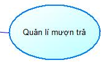 Quản lí mượn trả